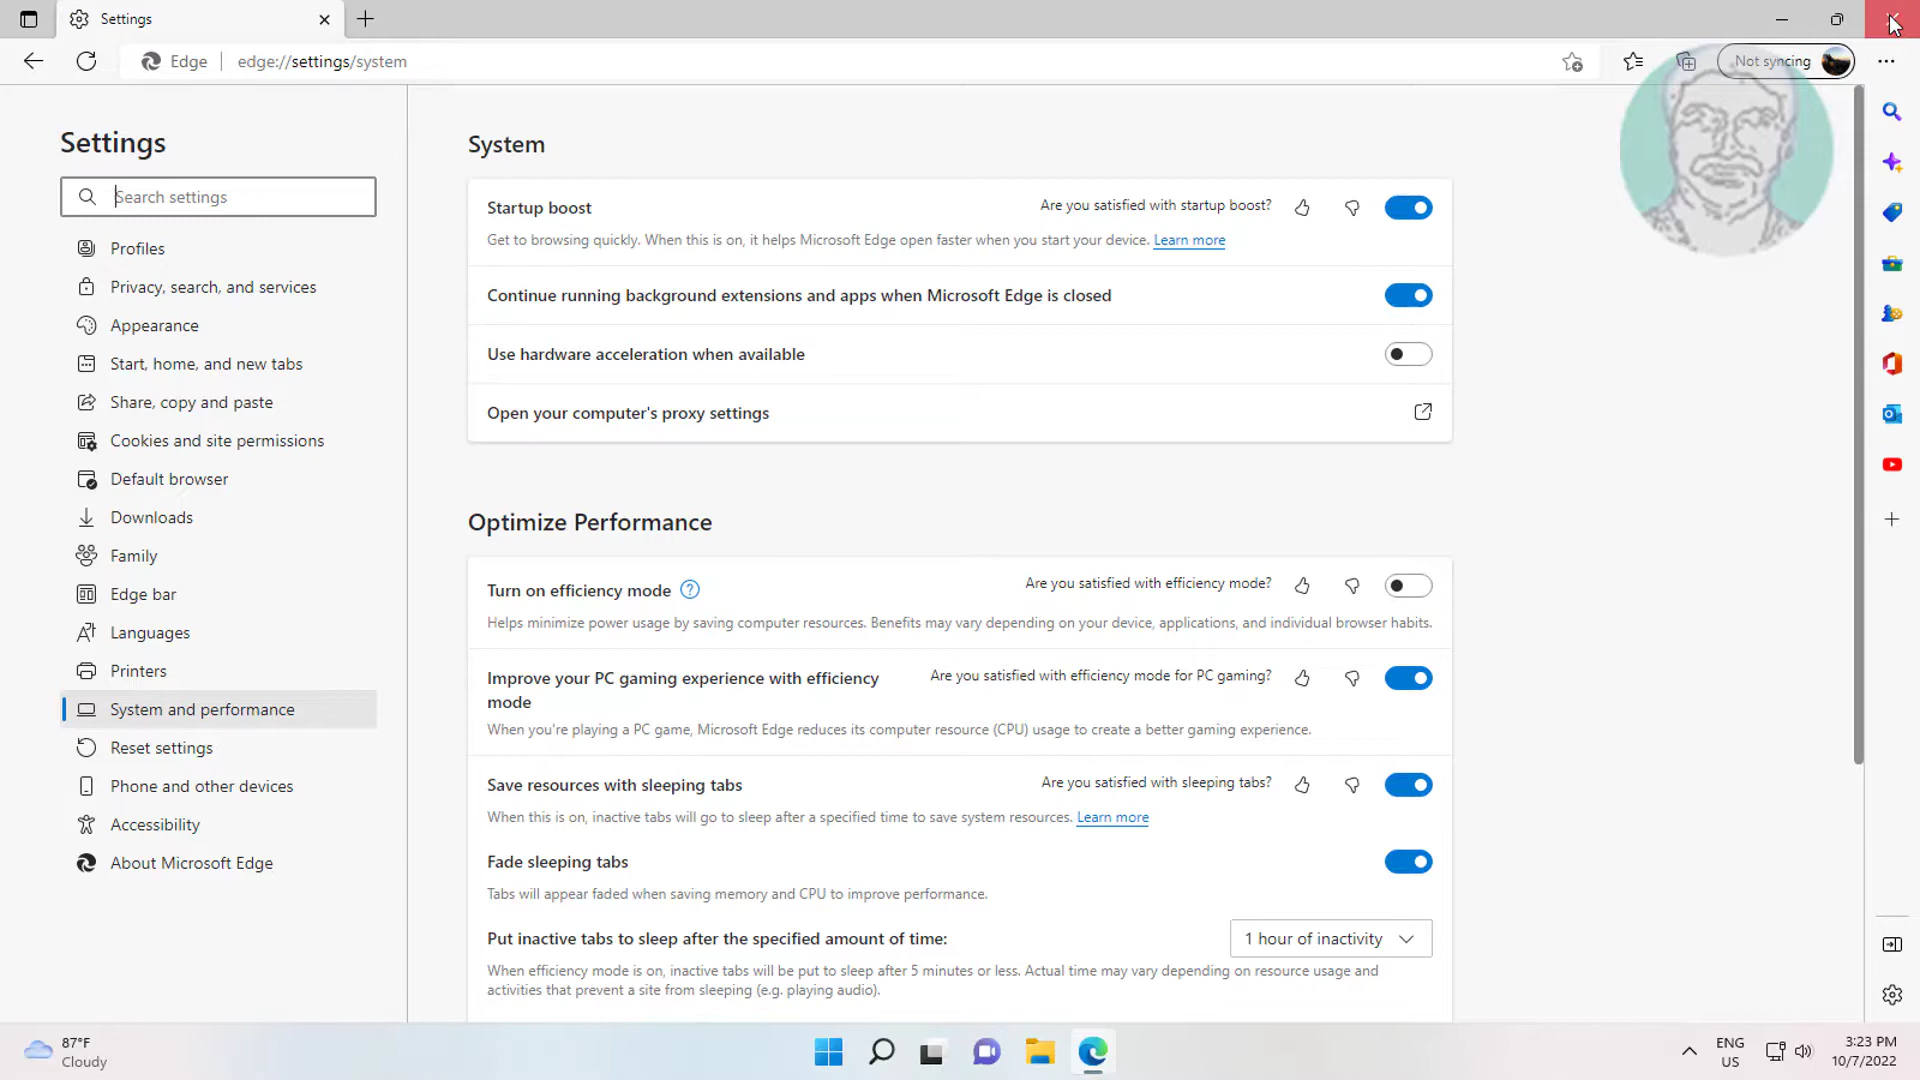 Settings
Edge
edge://settings/system
Not syncing
Settings
Search settings
Profiles
Privacy, search, and services
Appearance
Start, home, and new tabs
Share, copy and paste
Cookies and site permissions
Default browser
Downloads
Family
Edge bar
Languages
Printers
System and performance
Reset settings
Phone and other devices
Accessibility
About Microsoft Edge
System
Startup boost
Are you satisfied with startup boost?
Get to browsing quickly. When this is on, it helps Microsoft Edge open faster when you start your device. Learn more
Continue running background extensions and apps when Microsoft Edge is closed
Use hardware acceleration when available
Open your computer's proxy settings
Optimize Performance
Turn on efficiency mode
Are you satisfied with efficiency mode?
Helps minimize power usage by saving computer resources. Benefits may vary depending on your device, applications, and individual browser habits.
Improve your PC gaming experience with efficiency
mode
Are you satisfied with efficiency mode for PC gaming?
When you're playing a PC game, Microsoft Edge reduces its computer resource (CPU) usage to create a better gaming experience.
Save resources with sleeping tabs
Are you satisfied with sleeping tabs?
When this is on, inactive tabs will go to sleep after a specified time to save system resources. Learn more
Fade sleeping tabs
Tabs will appear faded when saving memory and CPU to improve performance.
Put inactive tabs to sleep after the specified amount of time:
1 hour of inactivity
When efficiency mode is on, inactive tabs will be put to sleep after 5 minutes or less. Actual time may vary depending on resource usage and
activities that prevent a site from sleeping (e.g. playing audio).
87°F
Cloudy
ENG
US
3:23 PM
10/7/2022